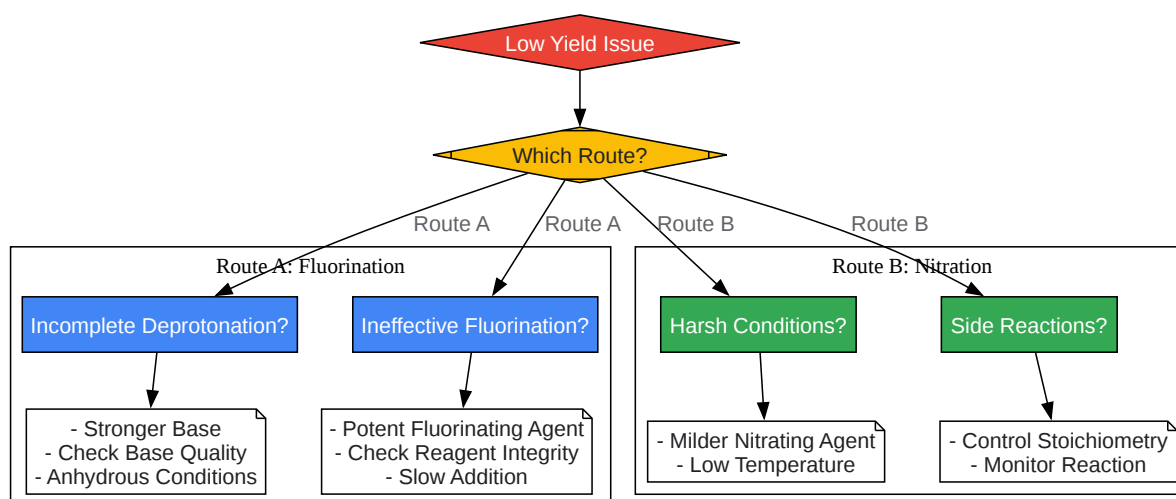 Low Yield Issue
Which Route?
Route A
Route A
Route B
Route B
Route A: Fluorination
Route B: Nitration
Incomplete Deprotonation?
Ineffective Fluorination?
Harsh Conditions?
Side Reactions?
- Stronger Base
- Check Base Quality
- Anhydrous Conditions
- Potent Fluorinating Agent
- Check Reagent Integrity
- Slow Addition
- Milder Nitrating Agent
- Low Temperature
- Control Stoichiometry
- Monitor Reaction